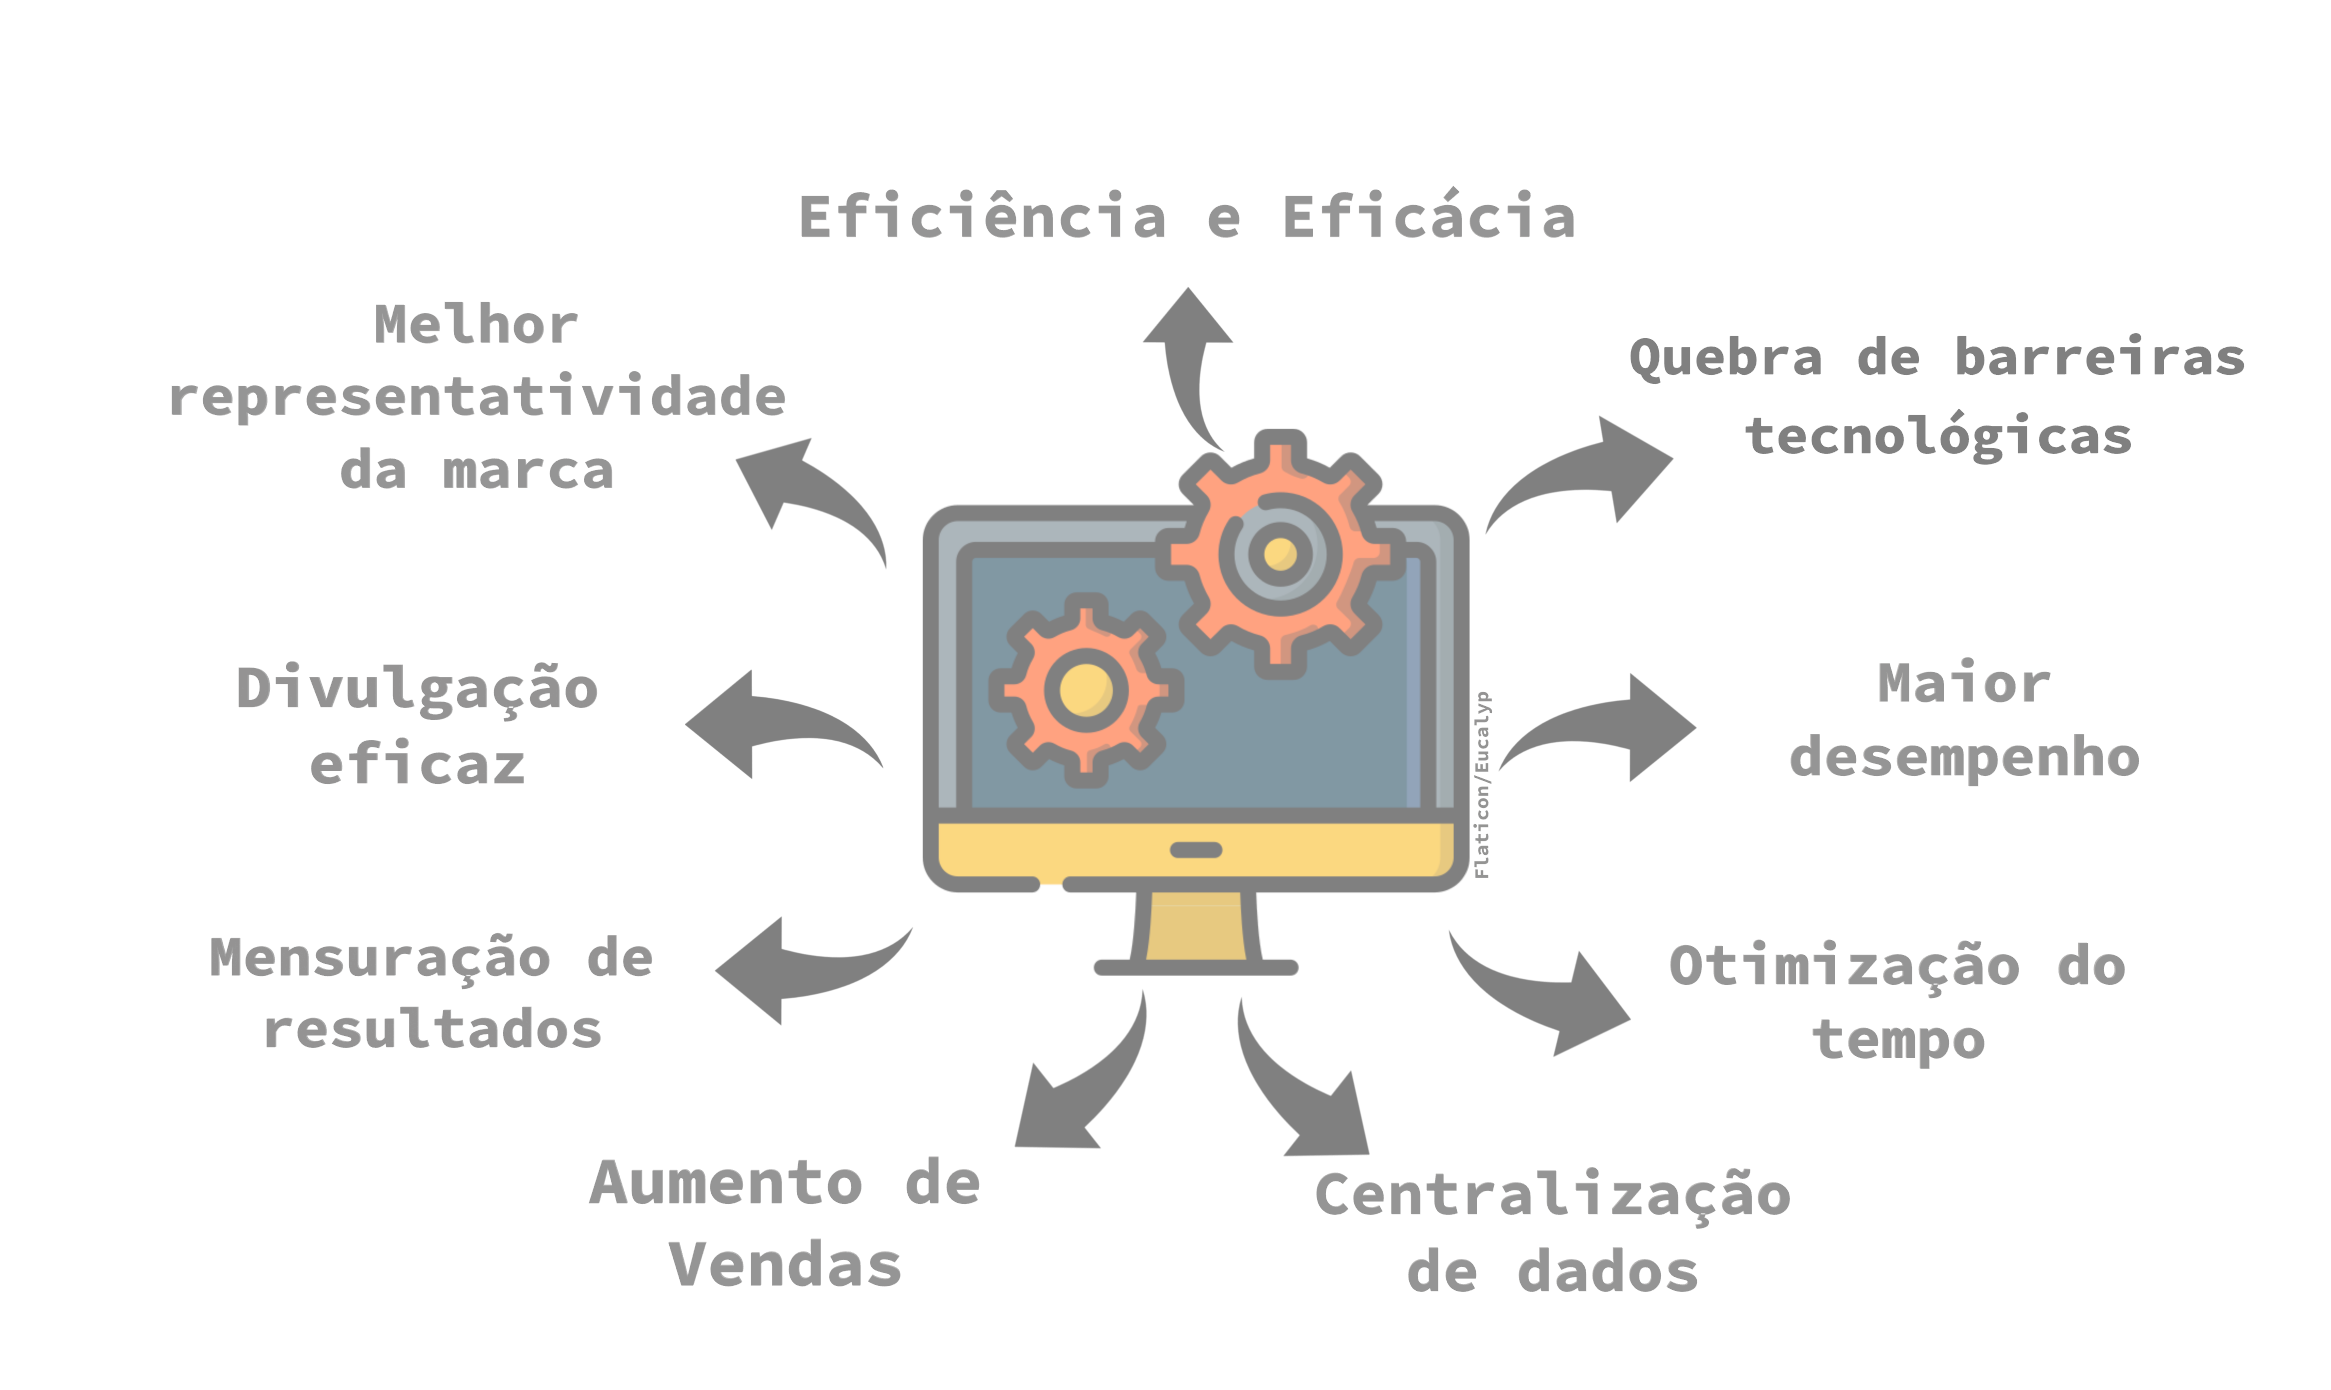 Eficiência e Eficácia
Melhor
representatividade
da marca
Quebra de barreiras
tecnológicas
Divulgação
eficaz
Maior
desempenho
Flaticon/Eucalyp
Mensuração de
resultados
Otimização do
tempo
Aumento de
Vendas
Centralização
de dados